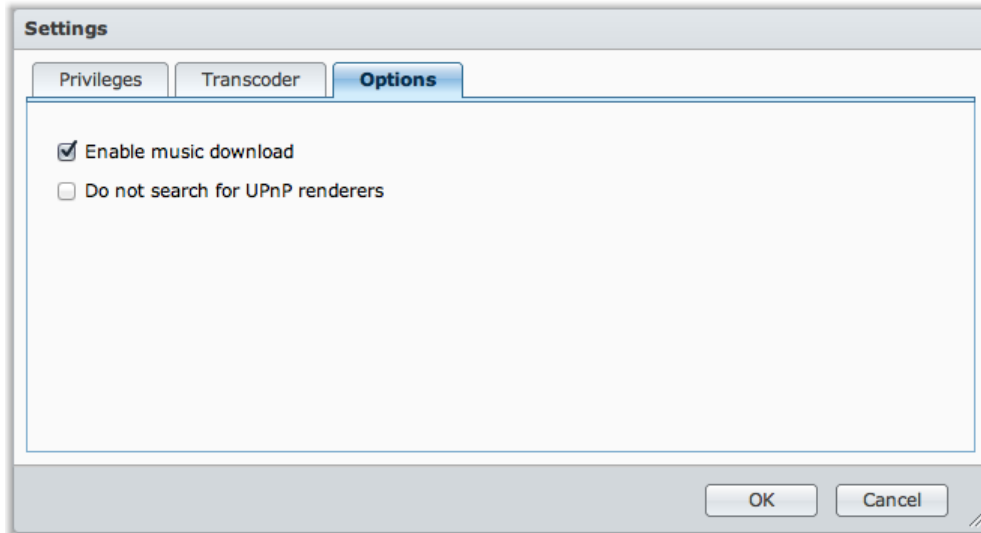 Settings
Privileges Transcoder Options
Enable music download
Do not search for UPnP renderers
OK Cancel